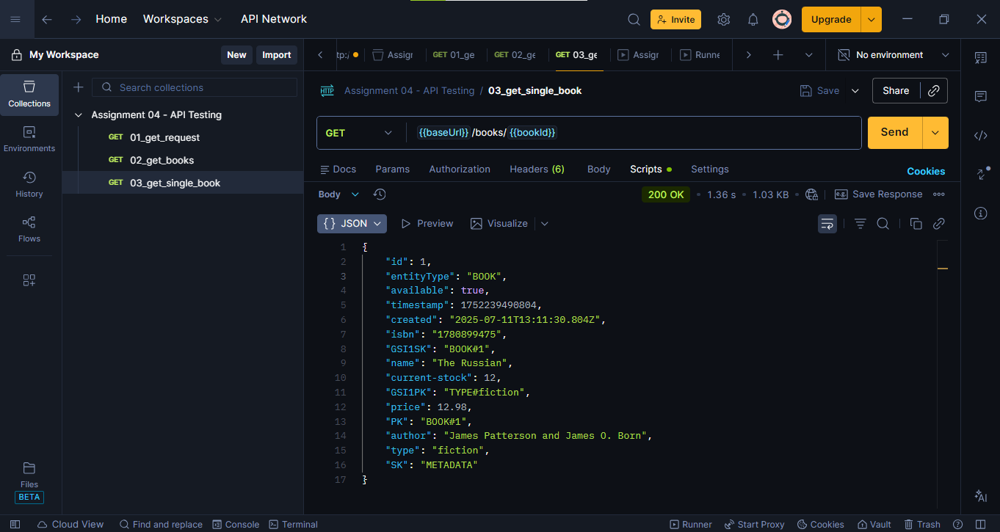 Home Workspaces API Network Invite Upgrade
My Workspace New Import
tp:/ Assigr GET 01_ge GET 02_ge GET 03_ge Assigr Runne No environment
Collections
Environments
History
Flows
Files
BETA
Search collections
Assignment 04 - API Testing
GET 01_get_request
GET 02_get_books
GET 03_get_single_book
HTTP Assignment 04 - API Testing / 03_get_single_book Save Share
GET {{baseUrl}}/books/{{bookId}} Send
Docs Params Authorization Headers (6) Body Scripts Settings Cookies
Body 200 OK 1.36 s 1.03 KB e.g. Save Response
{} JSON Preview Visualize
1 {
2 "id": 1,
3 "entityType": "BOOK",
4 "available": true,
5 "timestamp": 1752239490804,
6 "created": "2025-07-11T13:11:30.804Z",
7 "isbn": "1780899475",
8 "GSI1SK": "BOOK#1",
9 "name": "The Russian",
10 "current-stock": 12,
11 "GSI1PK": "TYPE#fiction",
12 "price": 12.98,
13 "PK": "BOOK#1",
14 "author": "James Patterson and James O. Born",
15 "type": "fiction",
16 "SK": "METADATA"
17 }
AI
Cloud View Find and replace Console Terminal Runner Start Proxy Cookies Vault Trash